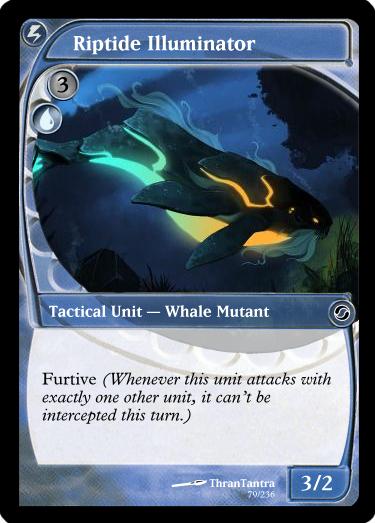 Riptide Illuminator
3
Tactical Unit — Whale Mutant
Furtive (Whenever this unit attacks with
exactly one other unit, it can't be
intercepted this turn.)
ThranTantra
79/236
3/2